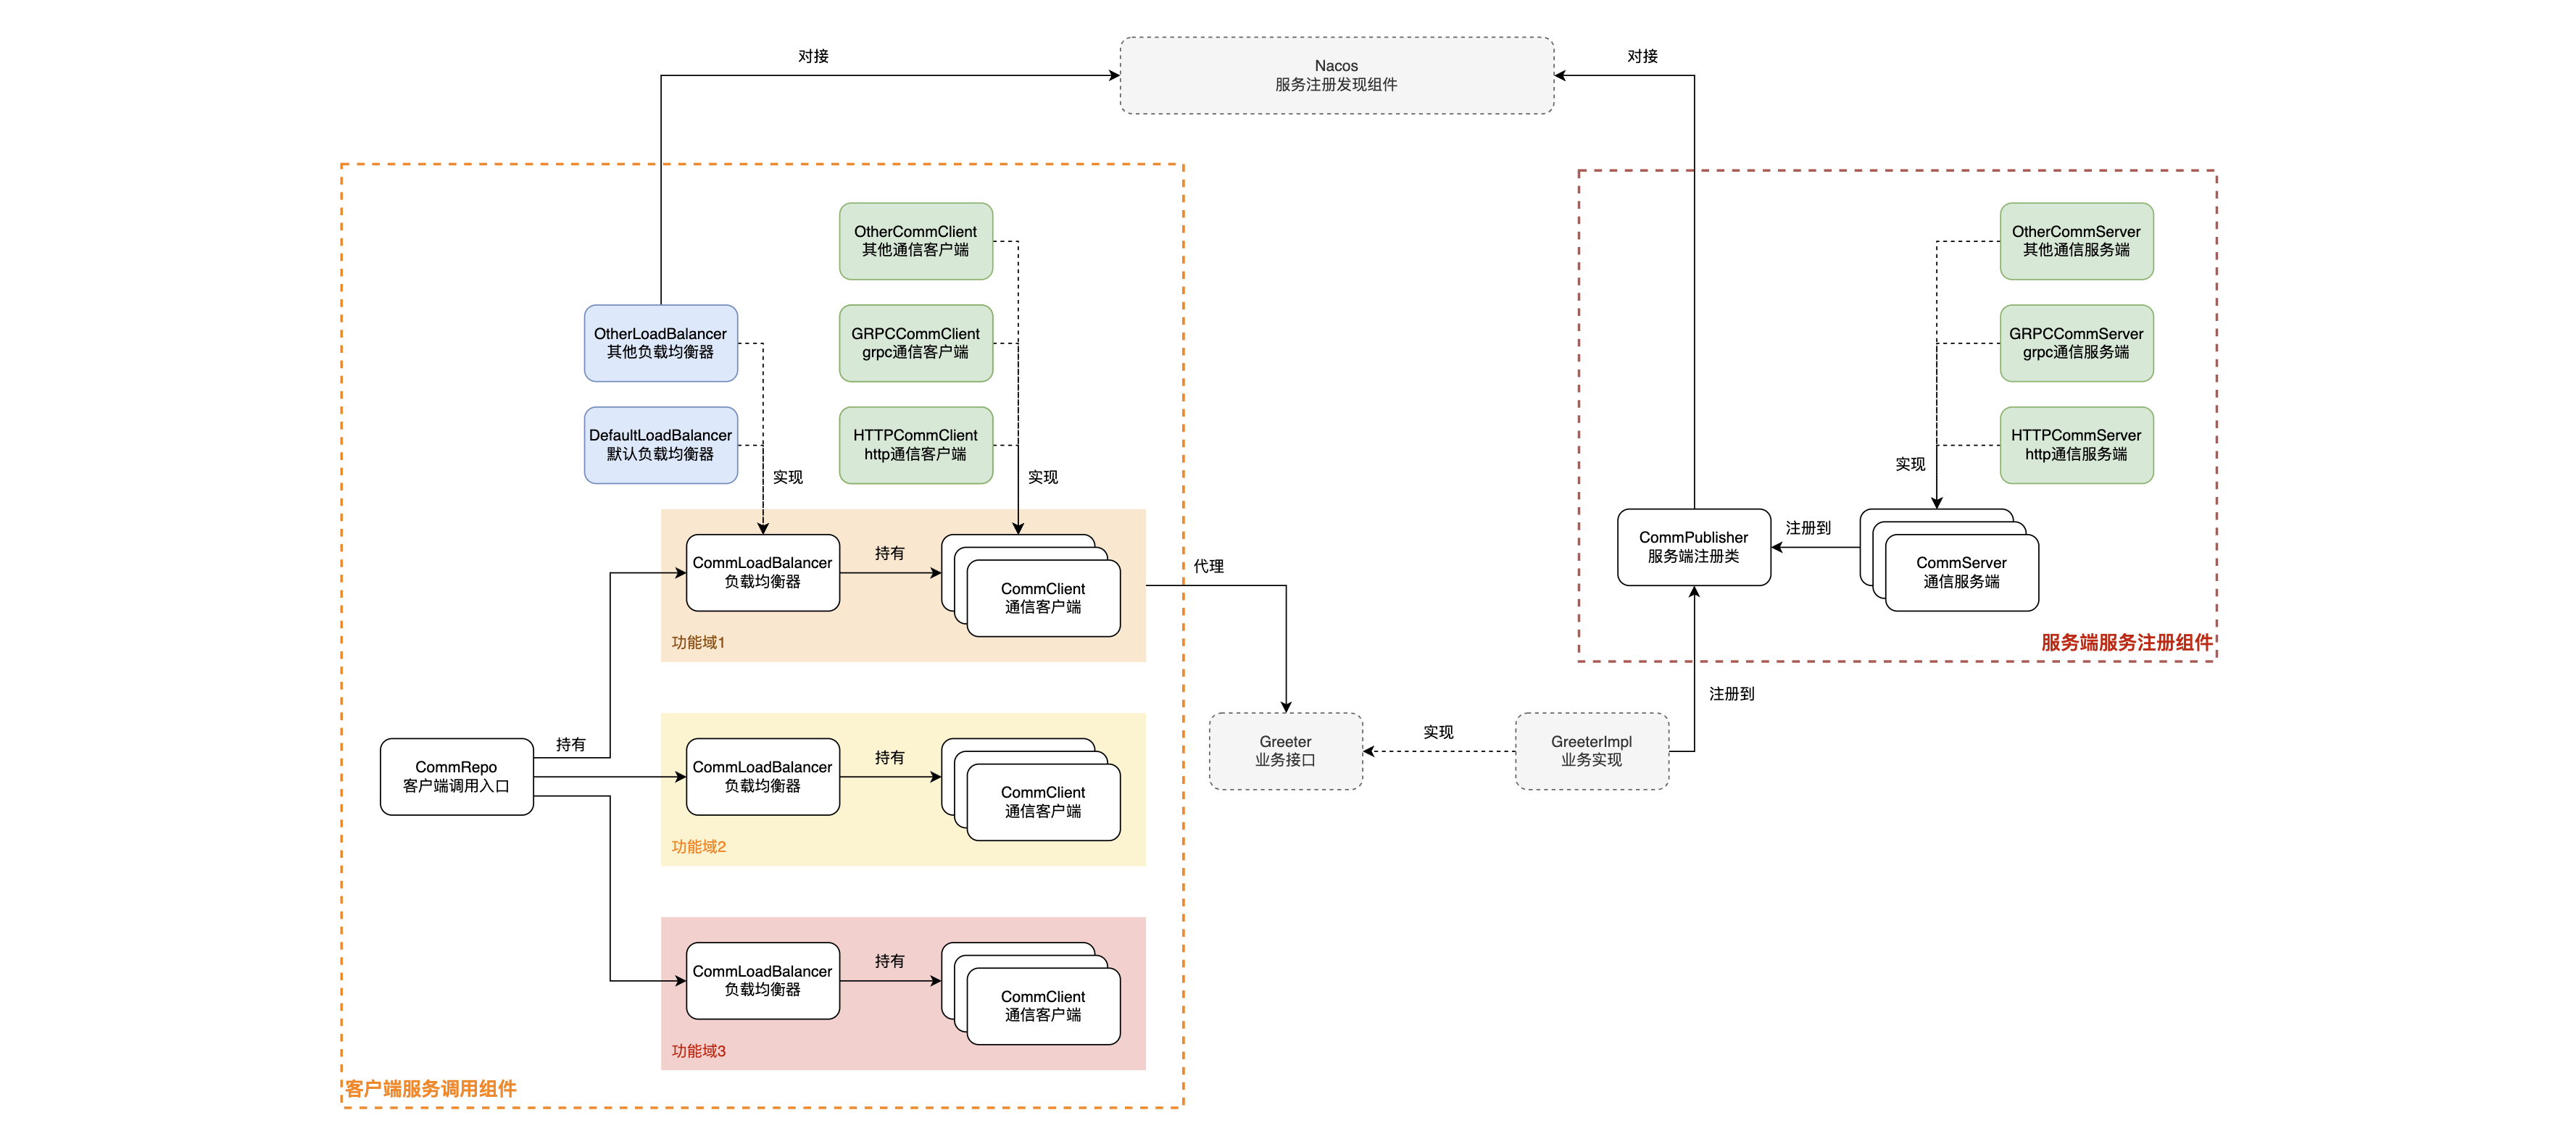 对接
Nacos
服务注册发现组件
对接
OtherCommClient
其他通信客户端
OtherCommServer
其他通信服务端
OtherLoadBalancer
其他负载均衡器
GRPCCommClient
grpc通信客户端
GRPCCommServer
grpc通信服务端
DefaultLoadBalancer
默认负载均衡器
HTTPCommClient
http通信客户端
HTTPCommServer
http通信服务端
实现
实现
实现
CommLoadBalancer
负载均衡器
持有
CommClient
通信客户端
功能域1
代理
CommPublisher
服务端注册类
注册到
CommServer
通信服务端
服务端服务注册组件
注册到
CommRepo
客户端调用入口
持有
CommLoadBalancer
负载均衡器
持有
CommClient
通信客户端
功能域2
Greeter
业务接口
实现
GreeterImpl
业务实现
CommLoadBalancer
负载均衡器
持有
CommClient
通信客户端
功能域3
客户端服务调用组件